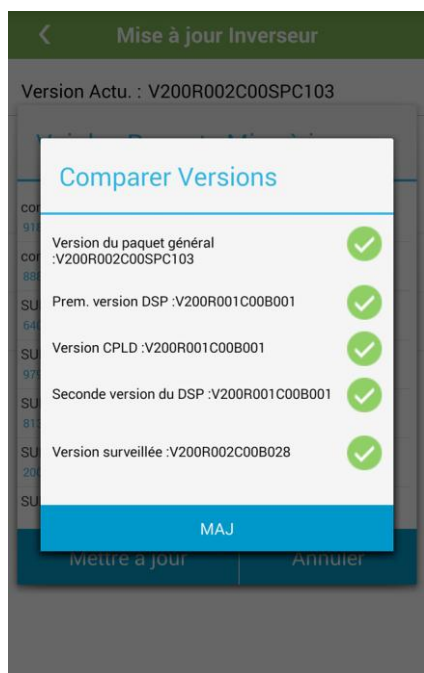 Mise à jour Inverseur
Version Actu. : V200R002C00SPC103
Comparer Versions
Version du paquet général
:V200R002C00SPC103
Prem. version DSP :V200R001C00B001
Version CPLD :V200R001C00B001
Seconde version du DSP :V200R001C00B001
Version surveillée :V200R002C00B028
MAJ
Mettre à jour
Annuler